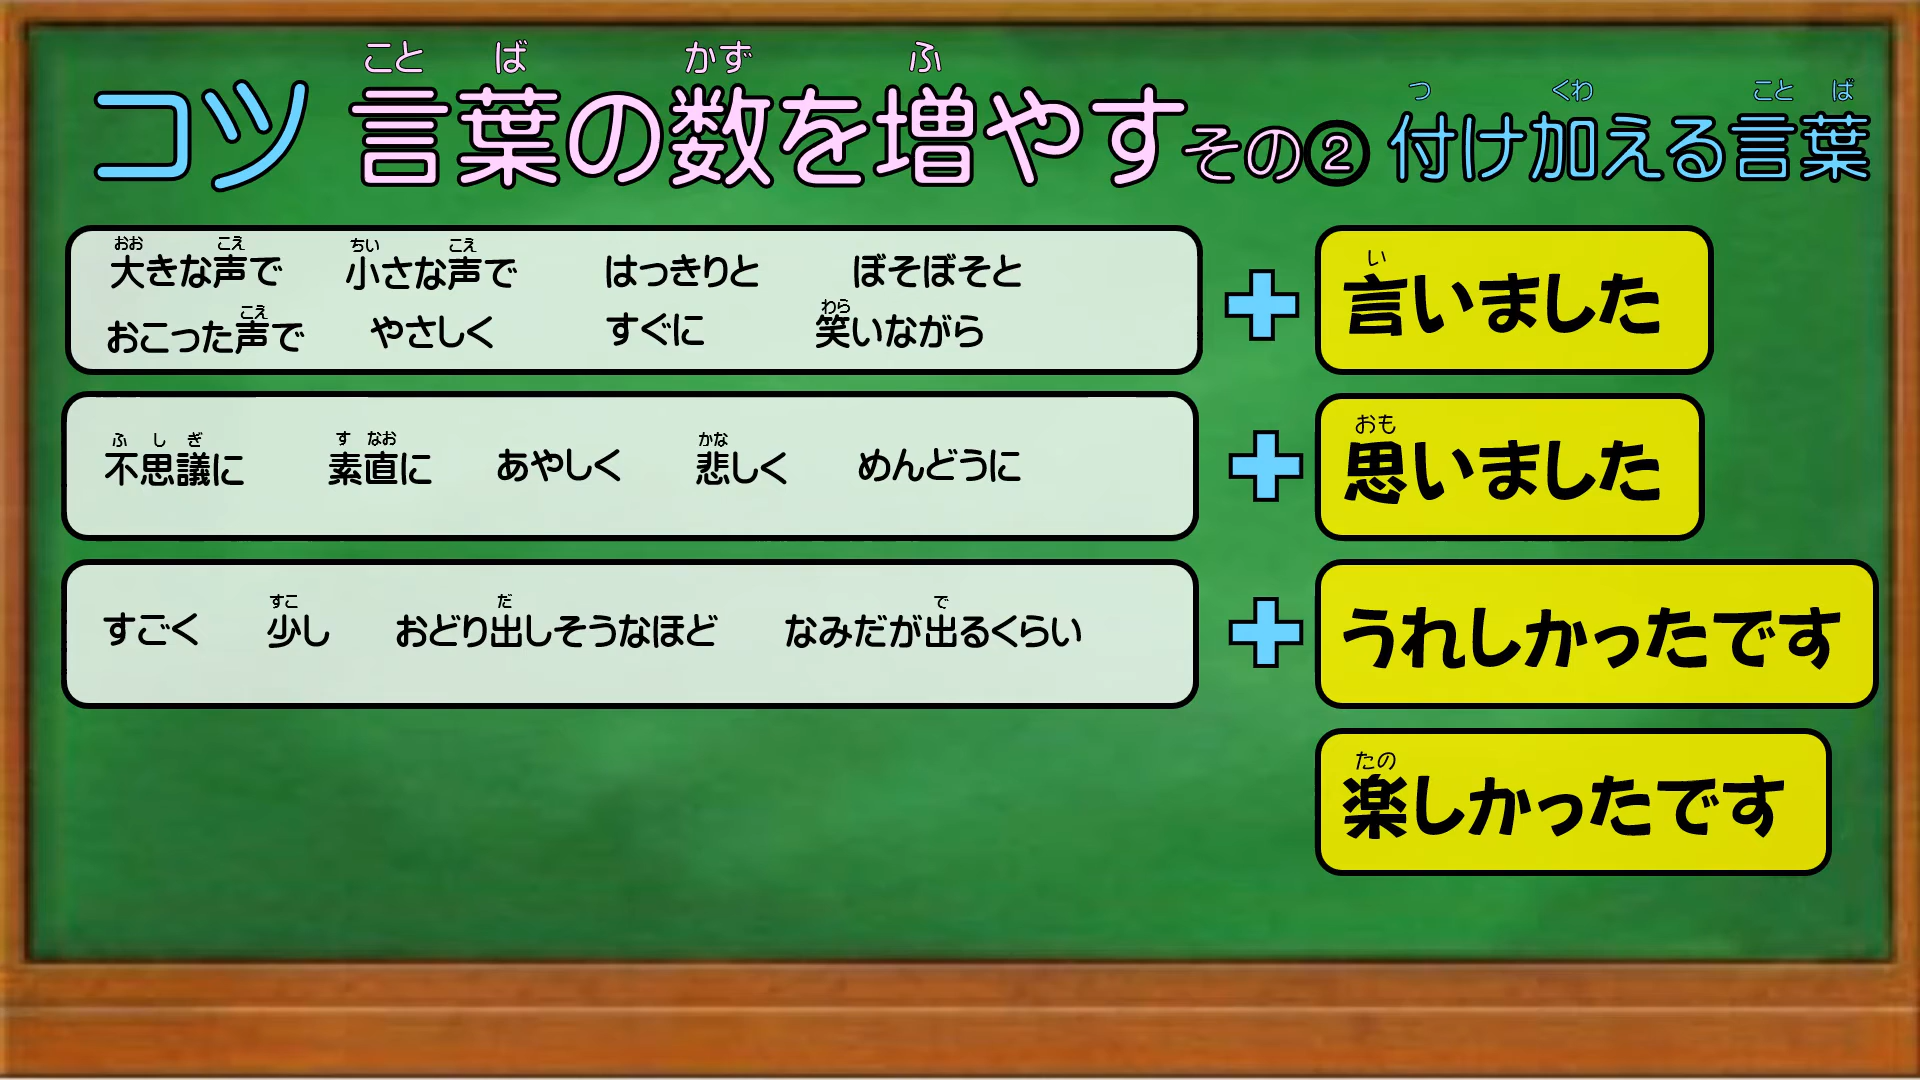 コツ 言葉の数を増やすその② 付け加える言葉
大きな声で 小さな声で はっきりと ぼそぼそと
おこった声で やさしく すぐに 笑いながら
+ 言いました
不思議に 素直に あやしく 悲しく めんどうに + 思いました
すごく 少し おどり出しそうなほど なみだが出るくらい + うれしかったです
楽しかったです